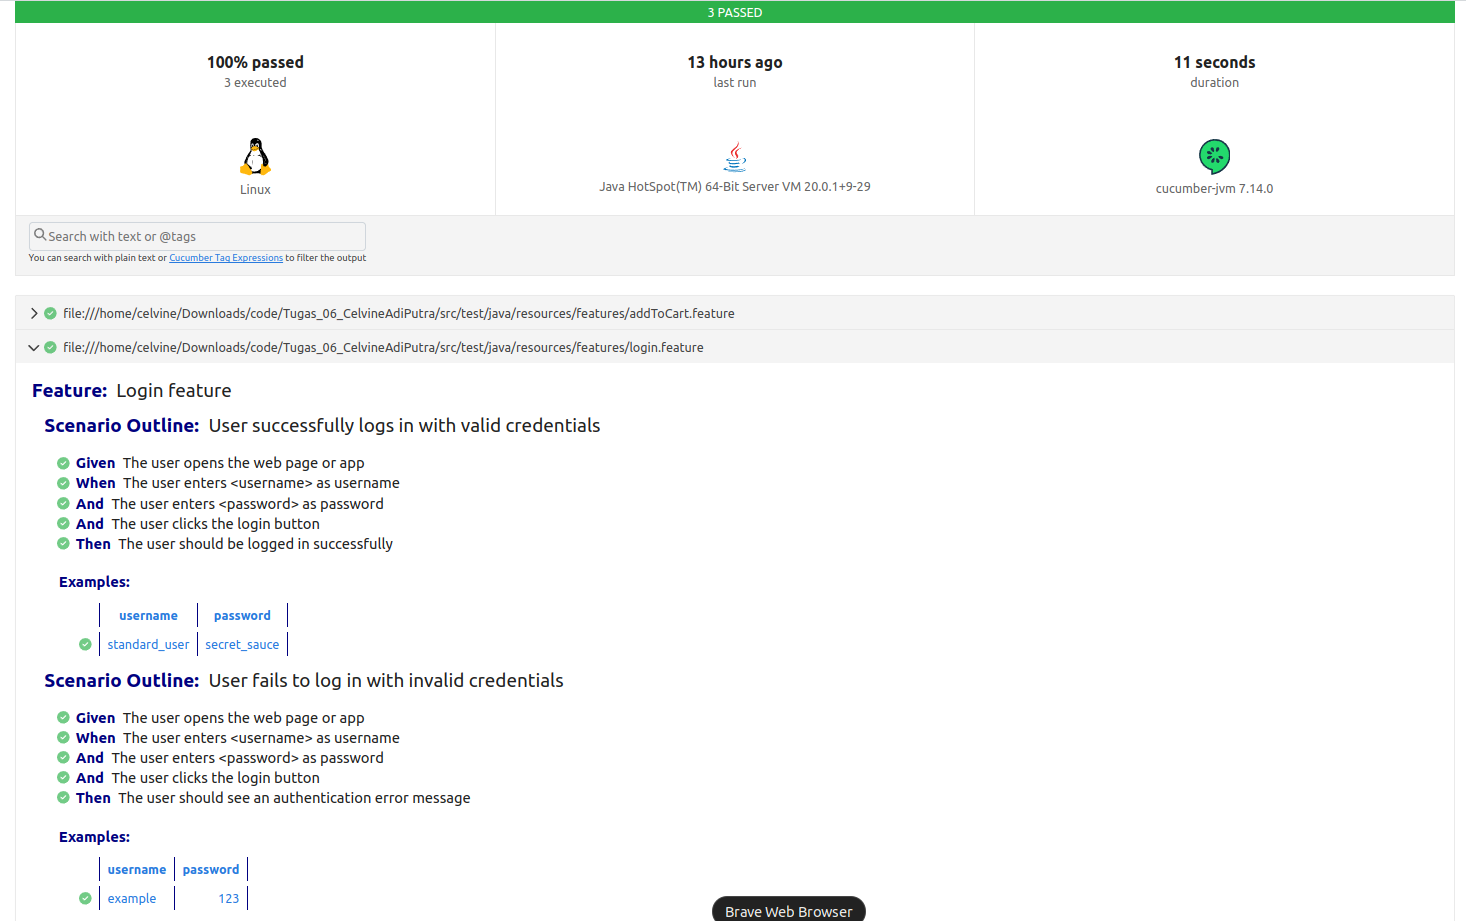 3 PASSED
100% passed
3 executed
13 hours ago
last run
11 seconds
duration
Linux
Java HotSpot(TM) 64-Bit Server VM 20.0.1+9-29
cucumber-jvm 7.14.0
Search with text or @tags
You can search with plain text or Cucumber Tag Expressions to filter the output
file:///home/celvine/Downloads/code/Tugas_06_CelvineAdiPutra/src/test/java/resources/features/addToCart.feature
file:///home/celvine/Downloads/code/Tugas_06_CelvineAdiPutra/src/test/java/resources/features/login.feature
Feature: Login feature
Scenario Outline: User successfully logs in with valid credentials
Given The user opens the web page or app
When The user enters <username> as username
And The user enters <password> as password
And The user clicks the login button
Then The user should be logged in successfully
Examples:
username password
standard_user secret_sauce
Scenario Outline: User fails to log in with invalid credentials
Given The user opens the web page or app
When The user enters <username> as username
And The user enters <password> as password
And The user clicks the login button
Then The user should see an authentication error message
Examples:
username password
example 123
Brave Web Browser